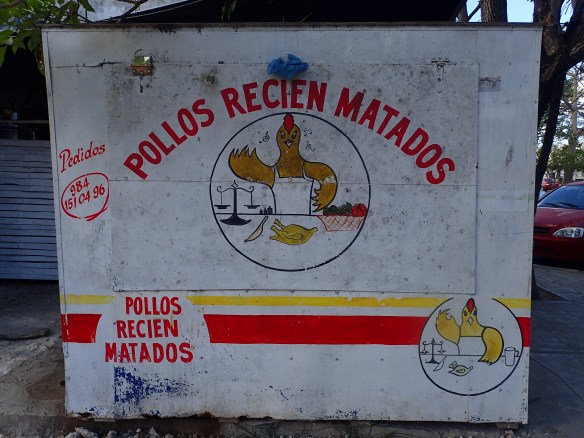 POLLOS RECIEN MATADOS
Pedidos
984
151 04 96
POLLOS
RECIEN
MATADOS